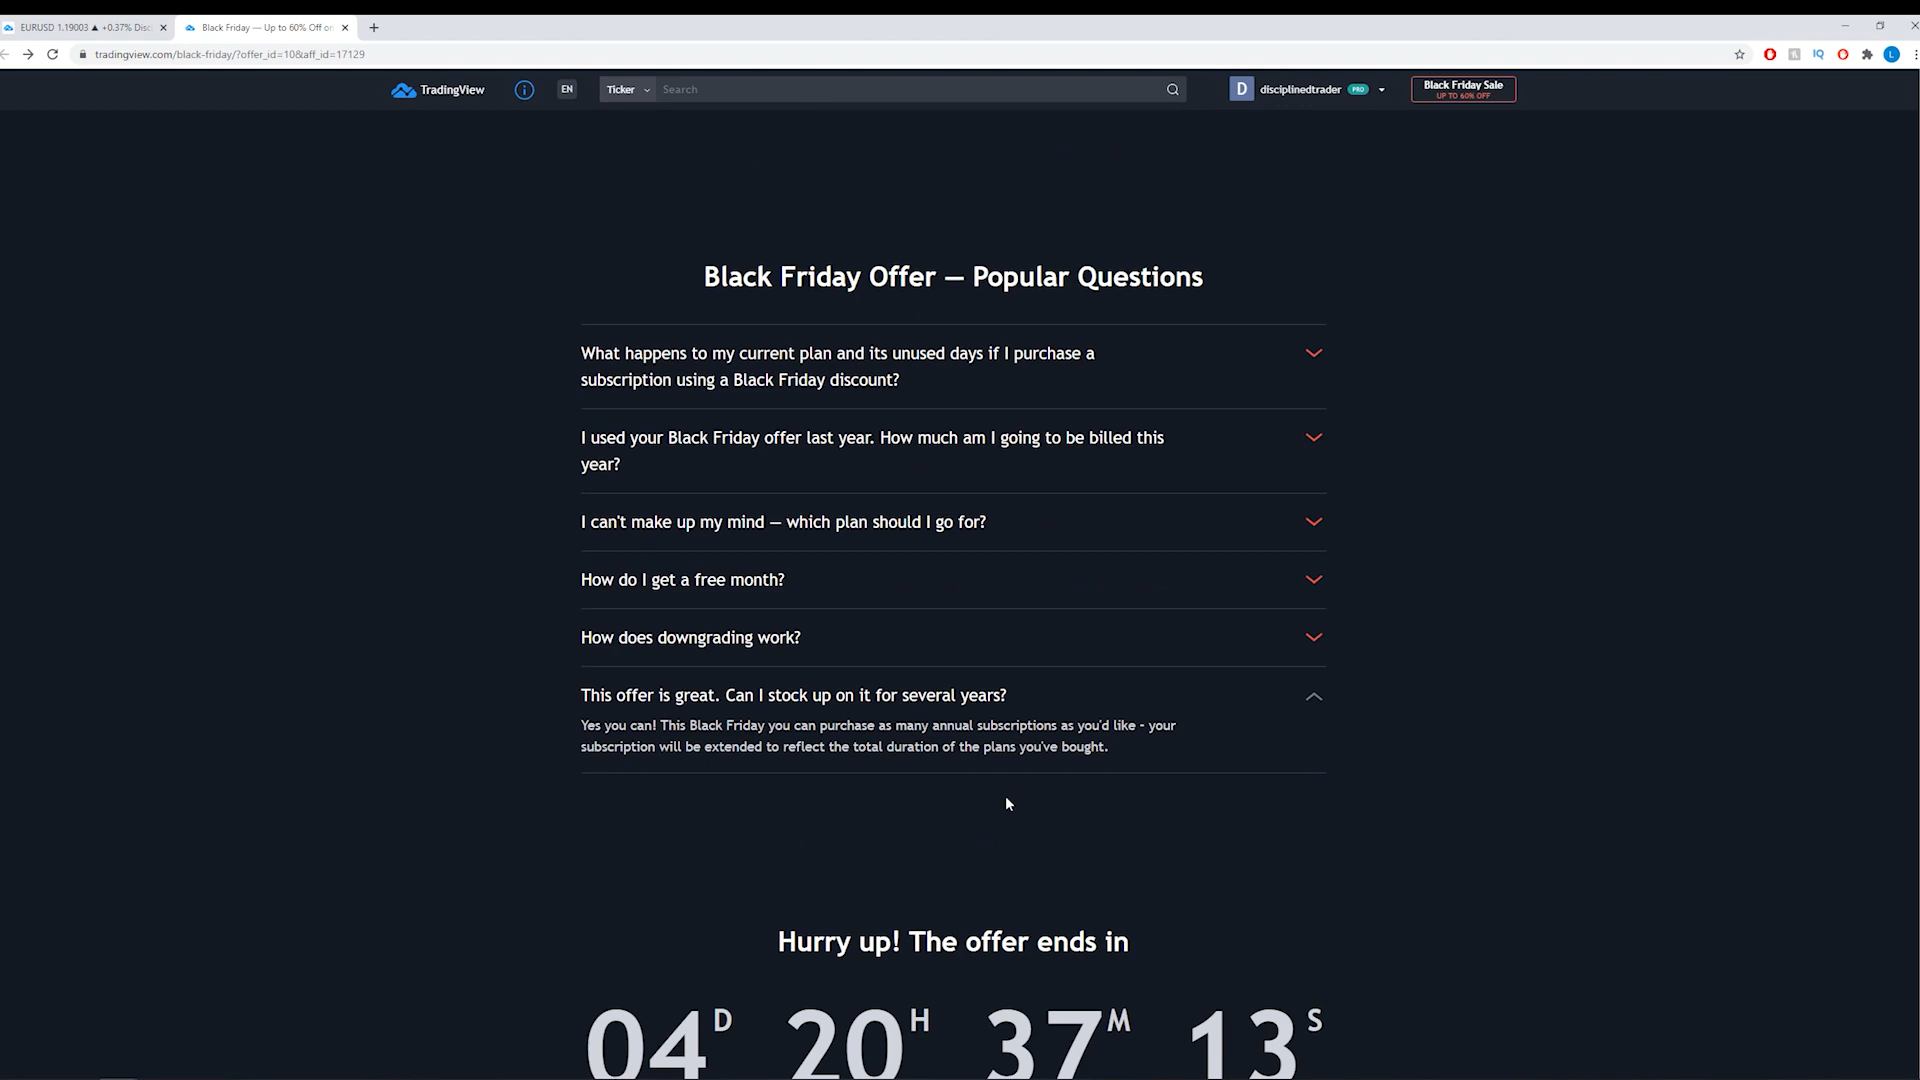 EURUSD 1.19003 ▲ +0.37% Disc
Black Friday — Up to 60% Off on
tradingview.com/black-friday/?offer_id=10&aff_id=17129
TradingView
EN
Ticker
Search
D
disciplinedtrader
PRO
Black Friday Sale
UP TO 60% OFF
IQ
L
Black Friday Offer — Popular Questions
What happens to my current plan and its unused days if I purchase a
subscription using a Black Friday discount?
I used your Black Friday offer last year. How much am I going to be billed this
year?
I can't make up my mind — which plan should I go for?
How do I get a free month?
How does downgrading work?
This offer is great. Can I stock up on it for several years?
Yes you can! This Black Friday you can purchase as many annual subscriptions as you'd like - your
subscription will be extended to reflect the total duration of the plans you've bought.
Hurry up! The offer ends in
04 D 20 H 37 M 13 S